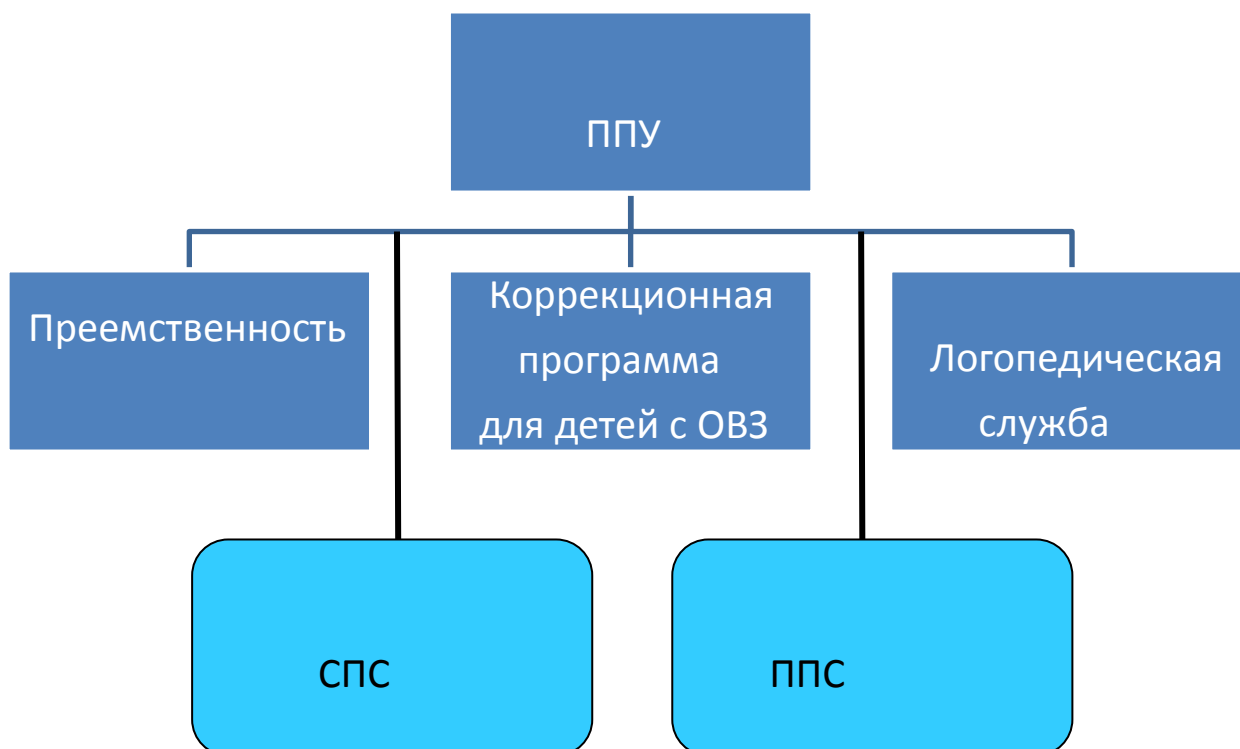 ППУ
Преемственность
Коррекционная
программа
для детей с ОВЗ
Логопедическая
служба
СПС
ППС